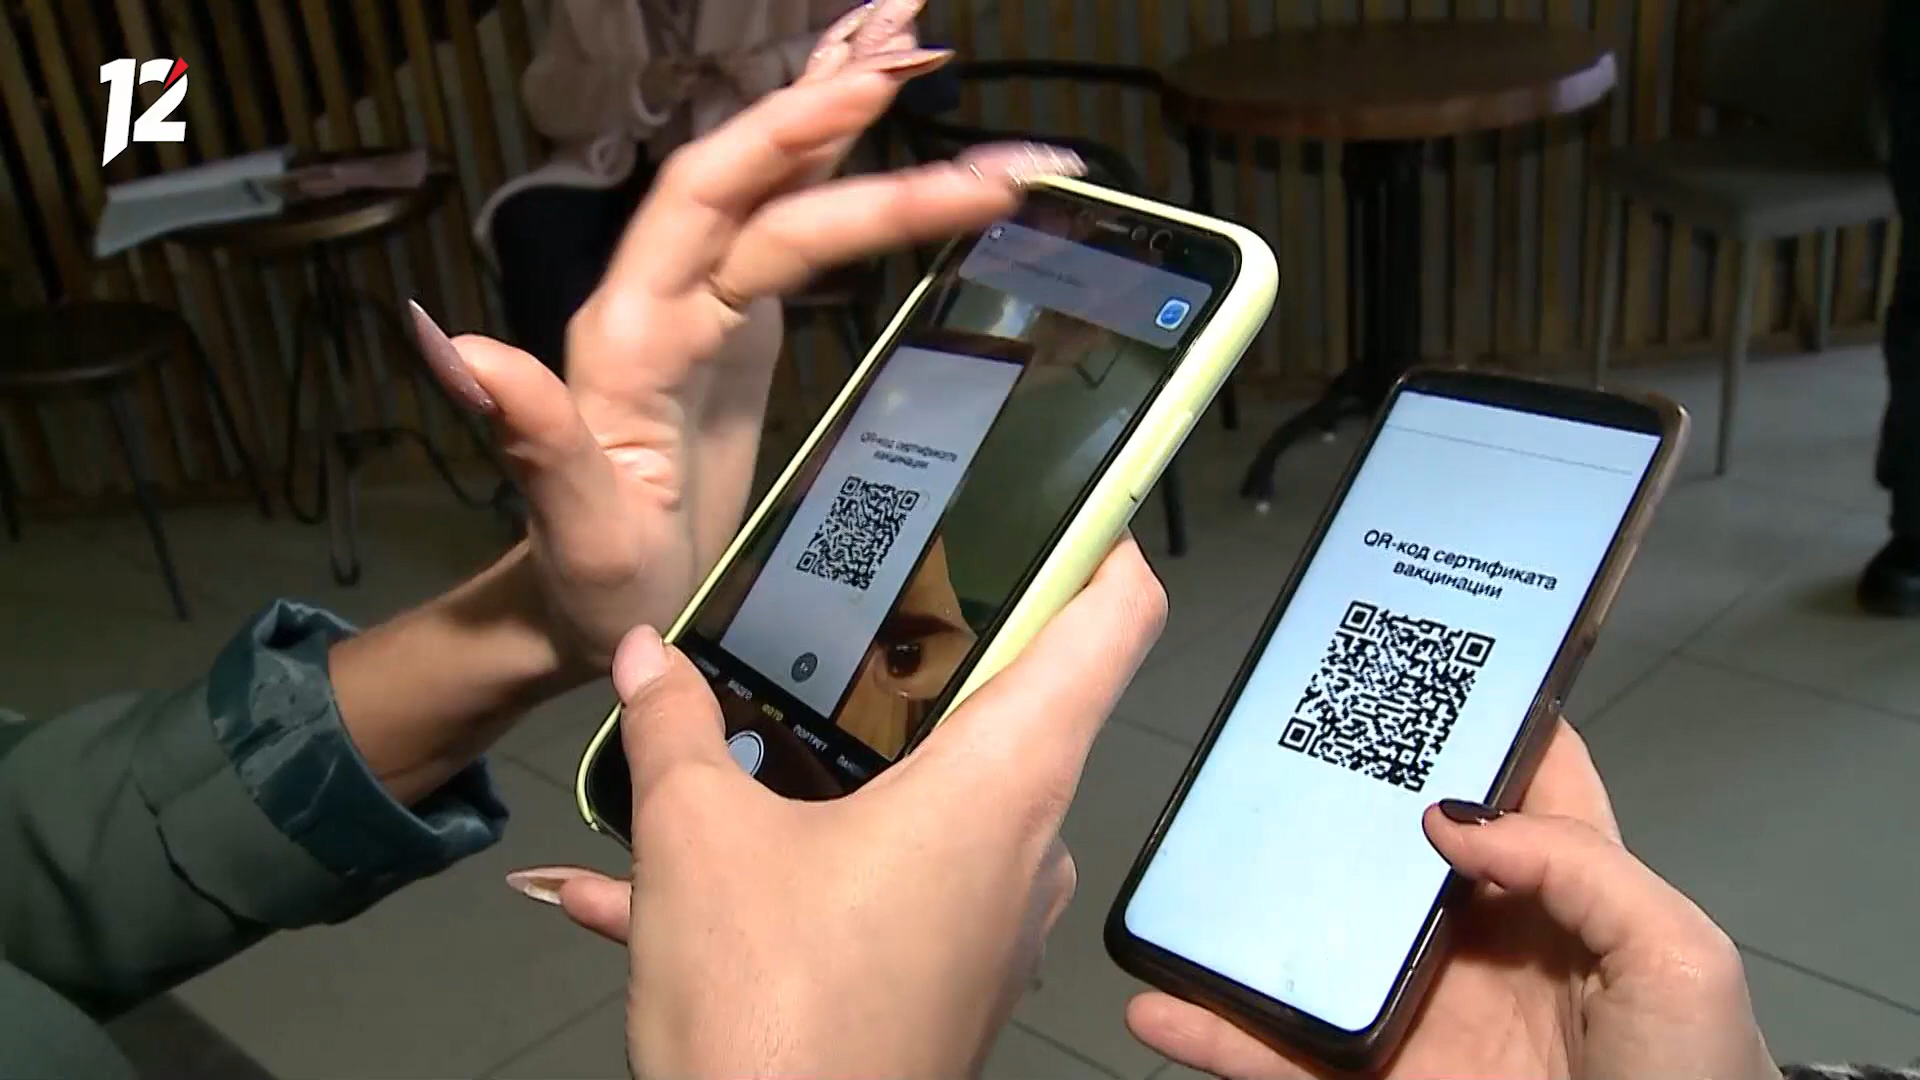 12
QR-код сертификата
вакцинации
ВИДЕО
ФОТО
ПОРТРЕТ
QR-код сертификата
вакцинации